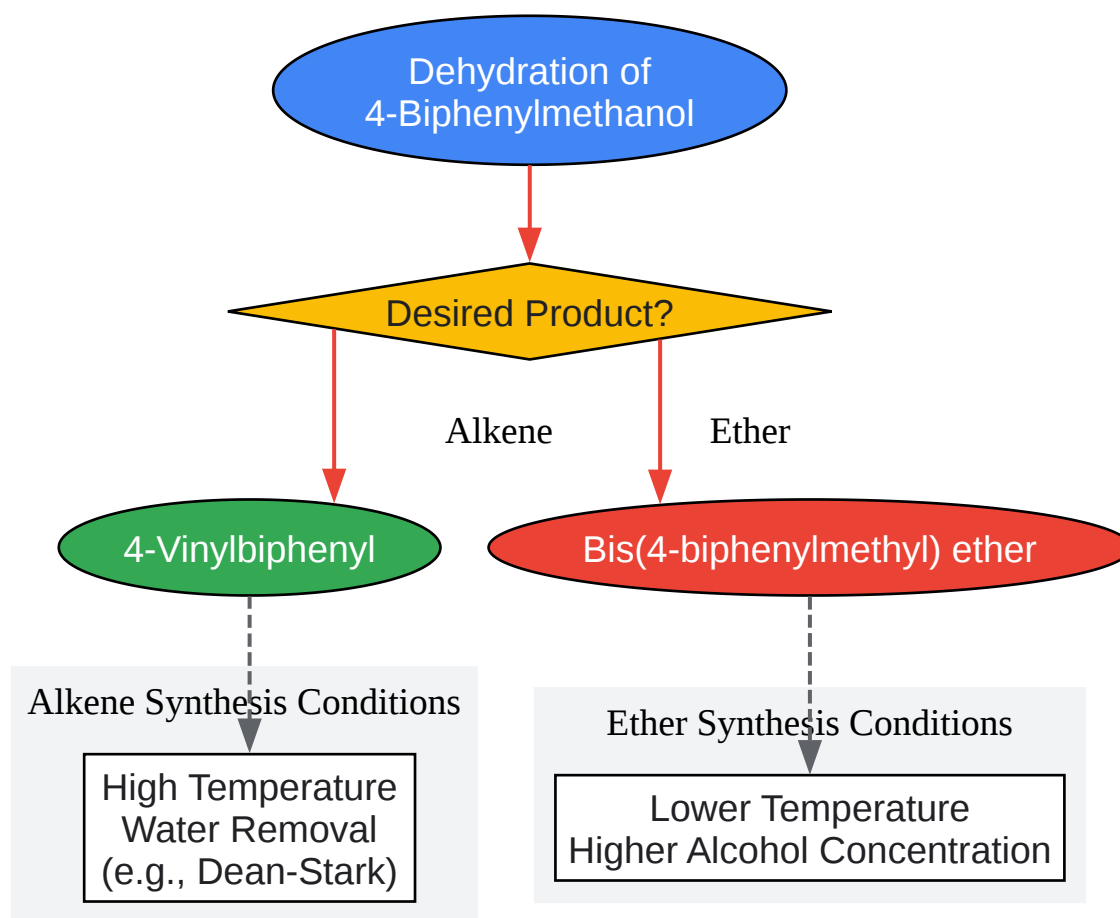 Dehydration of
4-Biphenylmethanol
Desired Product?
Alkene
Ether
4-Vinylbiphenyl
Bis(4-biphenylmethyl) ether
Alkene Synthesis Conditions
High Temperature
Water Removal
(e.g., Dean-Stark)
Ether Synthesis Conditions
Lower Temperature
Higher Alcohol Concentration